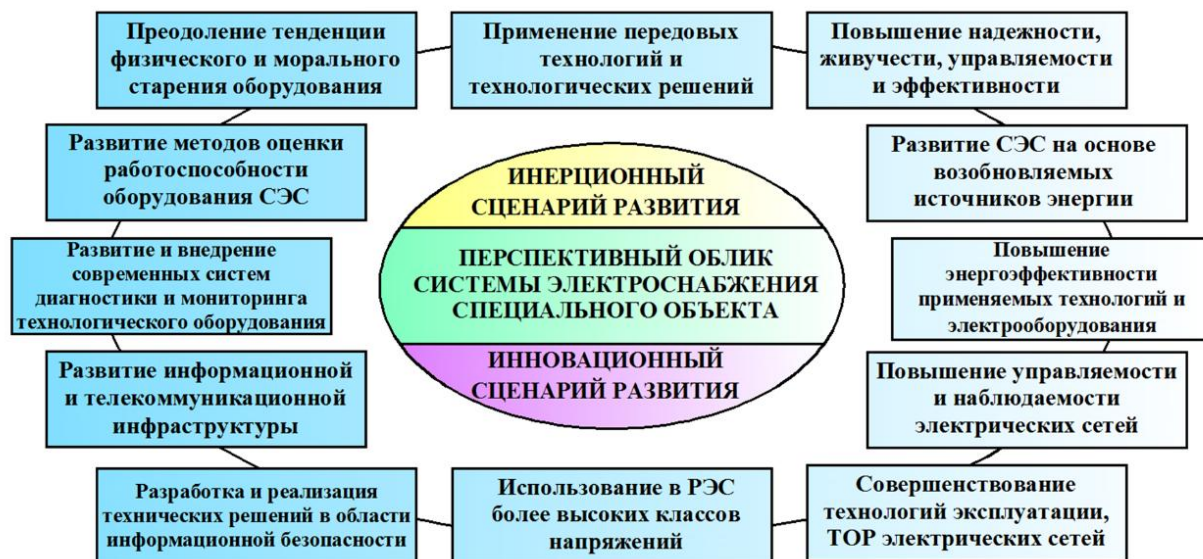 Преодоление тенденции
физического и морального
старения оборудования
Применение передовых
технологий и
технологических решений
Повышение надежности,
живучести, управляемости
и эффективности
Развитие методов оценки
работоспособности
оборудования СЭС
Развитие СЭС на основе
возобновляемых
источников энергии
ИНЕРЦИОННЫЙ
СЦЕНАРИЙ РАЗВИТИЯ
Развитие и внедрение
современных систем
диагностики и мониторинга
технологического оборудования
ПЕРСПЕКТИВНЫЙ ОБЛИК
СИСТЕМЫ ЭЛЕКТРОСНАБЖЕНИЯ
СПЕЦИАЛЬНОГО ОБЪЕКТА
Повышение
энергоэффективности
применяемых технологий и
электрооборудования
ИННОВАЦИОННЫЙ
СЦЕНАРИЙ РАЗВИТИЯ
Развитие информационной
и телекоммуникационной
инфраструктуры
Повышение управляемости
и наблюдаемости
электрических сетей
Разработка и реализация
технических решений в области
информационной безопасности
Использование в РЭС
более высоких классов
напряжений
Совершенствование
технологий эксплуатации,
ТОР электрических сетей